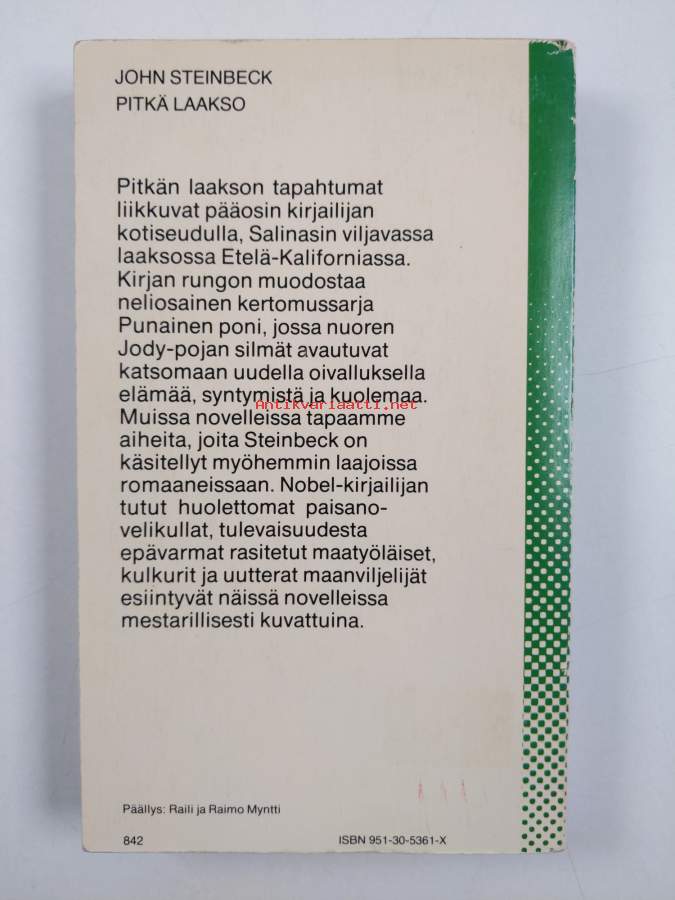 JOHN STEINBECK
PITKÄ LAAKSO
Pitkän laakson tapahtumat
liikkuvat pääosin kirjailijan
kotiseudulla, Salinasin viljavassa
laaksossa Etelä-Kaliforniassa.
Kirjan rungon muodostaa
neliosainen kertomussarja
Punainen poni, jossa nuoren
Jody-pojan silmät avautuvat
katsomaan uudella oivalluksella
elämää, syntymistä ja kuolemaa.
Antikvariaatti.net
Muissa novelleissa tapaamme
aiheita, joita Steinbeck on
käsitellyt myöhemmin laajoissa
romaaneissaan. Nobel-kirjailijan
tutut huolettomat paisano-
velikullat, tulevaisuudesta
epävarmat rasitetut maatyöläiset,
kulkurit ja uutterat maanviljelijät
esiintyvät näissä novelleissa
mestarillisesti kuvattuina.
Päällys: Raili ja Raimo Myntti
842 ISBN 951-30-5361-X